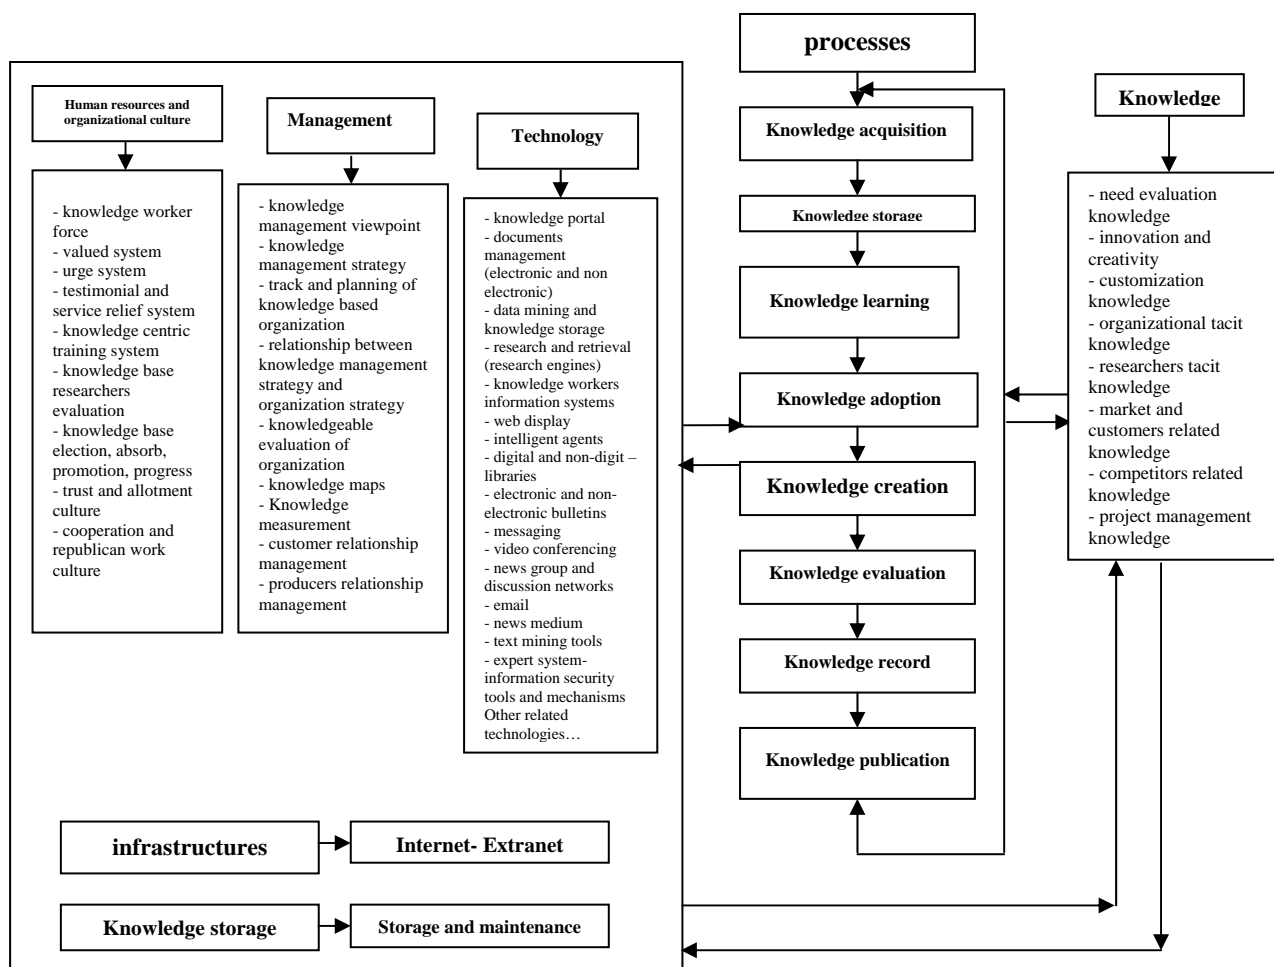 processes
Human resources and
organizational culture
Management
Technology
Knowledge
- knowledge worker
force
- valued system
- urge system
- testimonial and
service relief system
- knowledge centric
training system
- knowledge base
researchers
evaluation
- knowledge base
election, absorb,
promotion, progress
- trust and allotment
culture
- cooperation and
republican work
culture
- knowledge
management viewpoint
- knowledge
management strategy
- track and planning of
knowledge based
organization
- relationship between
knowledge management
strategy and
organization strategy
- knowledgeable
evaluation of
organization
- knowledge maps
- Knowledge
measurement
- customer relationship
management
- producers relationship
management
- knowledge portal
- documents
management
(electronic and non
electronic)
- data mining and
knowledge storage
- research and retrieval
(research engines)
- knowledge workers
information systems
- web display
- intelligent agents
- digital and non-digit –
libraries
- electronic and non-
electronic bulletins
- messaging
- video conferencing
- news group and
discussion networks
- email
- news medium
- text mining tools
- expert system-
information security
tools and mechanisms
Other related
technologies…
Knowledge acquisition
Knowledge storage
Knowledge learning
Knowledge adoption
Knowledge creation
Knowledge evaluation
Knowledge record
Knowledge publication
- need evaluation
knowledge
- innovation and
creativity
- customization
knowledge
- organizational tacit
knowledge
- researchers tacit
knowledge
- market and
customers related
knowledge
- competitors related
knowledge
- project management
knowledge
infrastructures
Internet- Extranet
Knowledge storage
Storage and maintenance